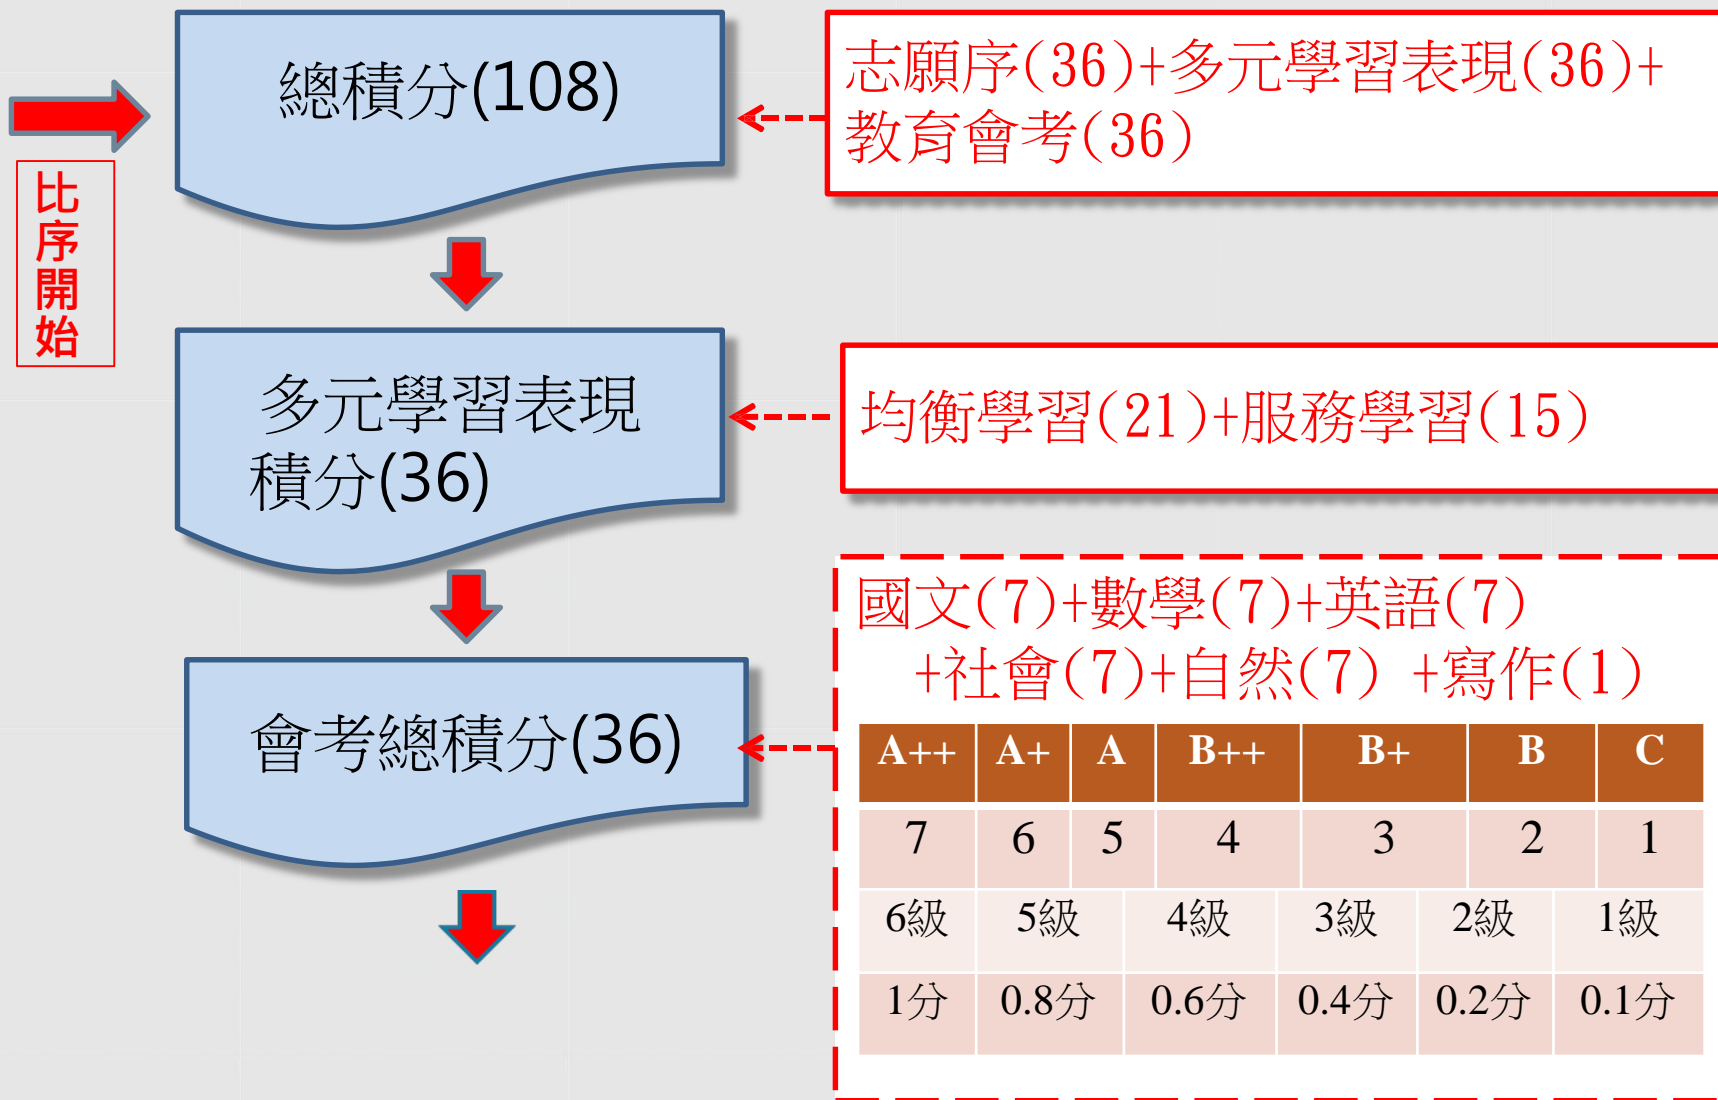 比序開始
總積分(108)
志願序(36)+多元學習表現(36)+
教育會考(36)
多元學習表現
積分(36)
均衡學習(21)+服務學習(15)
會考總積分(36)
國文(7)+數學(7)+英語(7)
+社會(7)+自然(7) +寫作(1)
A++ A+ A B++ B+ B C
7 6 5 4 3 2 1
6級 5級 4級 3級 2級 1級
1分 0.8分 0.6分 0.4分 0.2分 0.1分